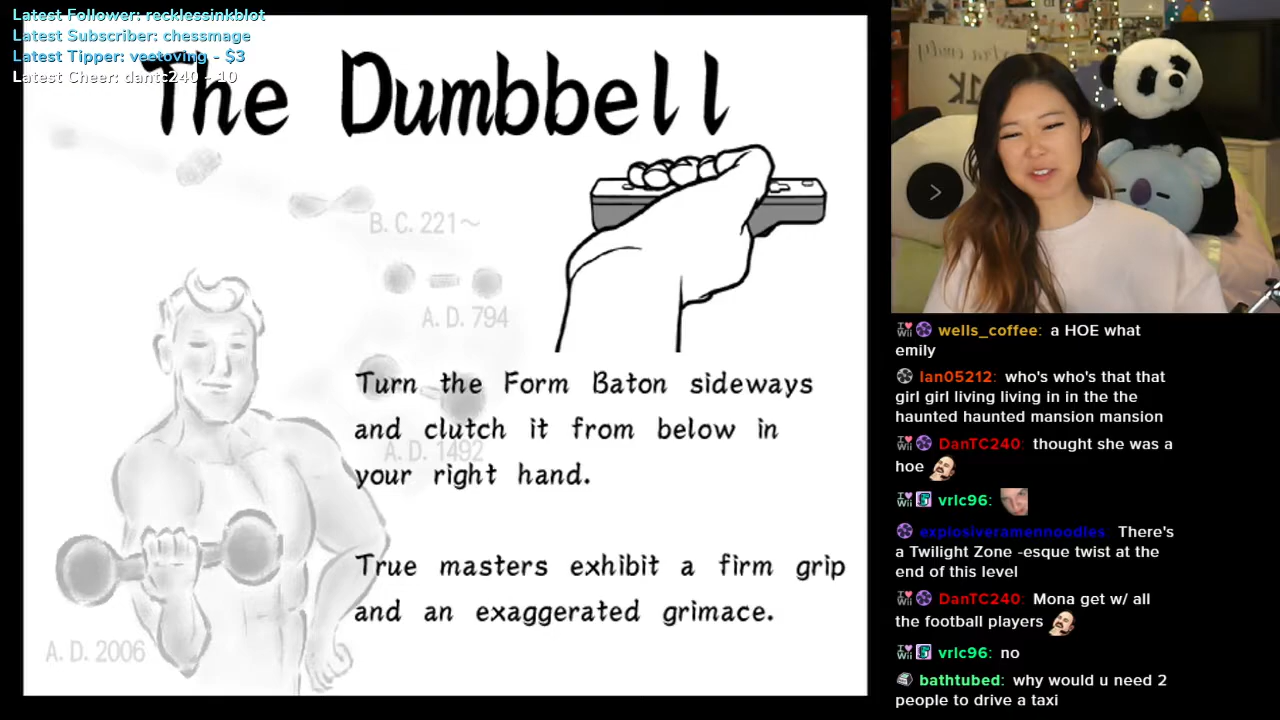 Latest Follower: recklessinkblot
Latest Subscriber: chessmage
Latest Tipper: veetoving - $3
Latest Cheer: dantc240 - 10
The Dumbbell
B. C. 221~
A. D. 794
A. D. 1492
A. D. 2006
Turn the Form Baton sideways
and clutch it from below in
your right hand.
True masters exhibit a firm grip
and an exaggerated grimace.
1K
wells_coffee: a HOE what
emily
Ian05212: who's who's that that
girl girl living living in in the the
haunted haunted mansion mansion
DanTC240: thought she was a
hoe
vrlc96:
explosiveramennoodles: There's
a Twilight Zone -esque twist at the
end of this level
DanTC240: Mona get w/ all
the football players
vrlc96: no
bathtubed: why would u need 2
people to drive a taxi